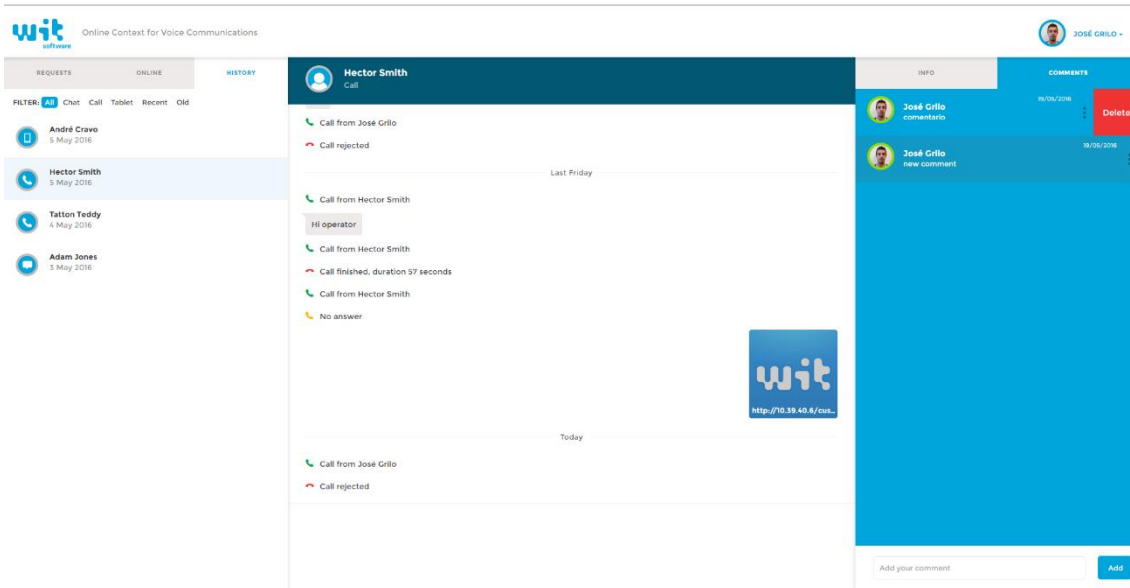 wit
software
Online Context for Voice Communications
JOSÉ GRILO
REQUESTS ONLINE HISTORY
FILTER: All Chat Call Tablet Recent Old
André Cravo
5 May 2016
Hector Smith
5 May 2016
Tatton Teddy
4 May 2016
Adam Jones
3 May 2016
Hector Smith
Call
Call from José Grilo
Call rejected
Last Friday
Call from Hector Smith
Hi operator
Call from Hector Smith
Call finished, duration 57 seconds
Call from Hector Smith
No answer
wit
http://10.39.40.6/cus...
Today
Call from José Grilo
Call rejected
INFO COMMENTS
José Grilo 19/05/2016
comentario
Delete
José Grilo 19/05/2016
new comment
Add your comment Add